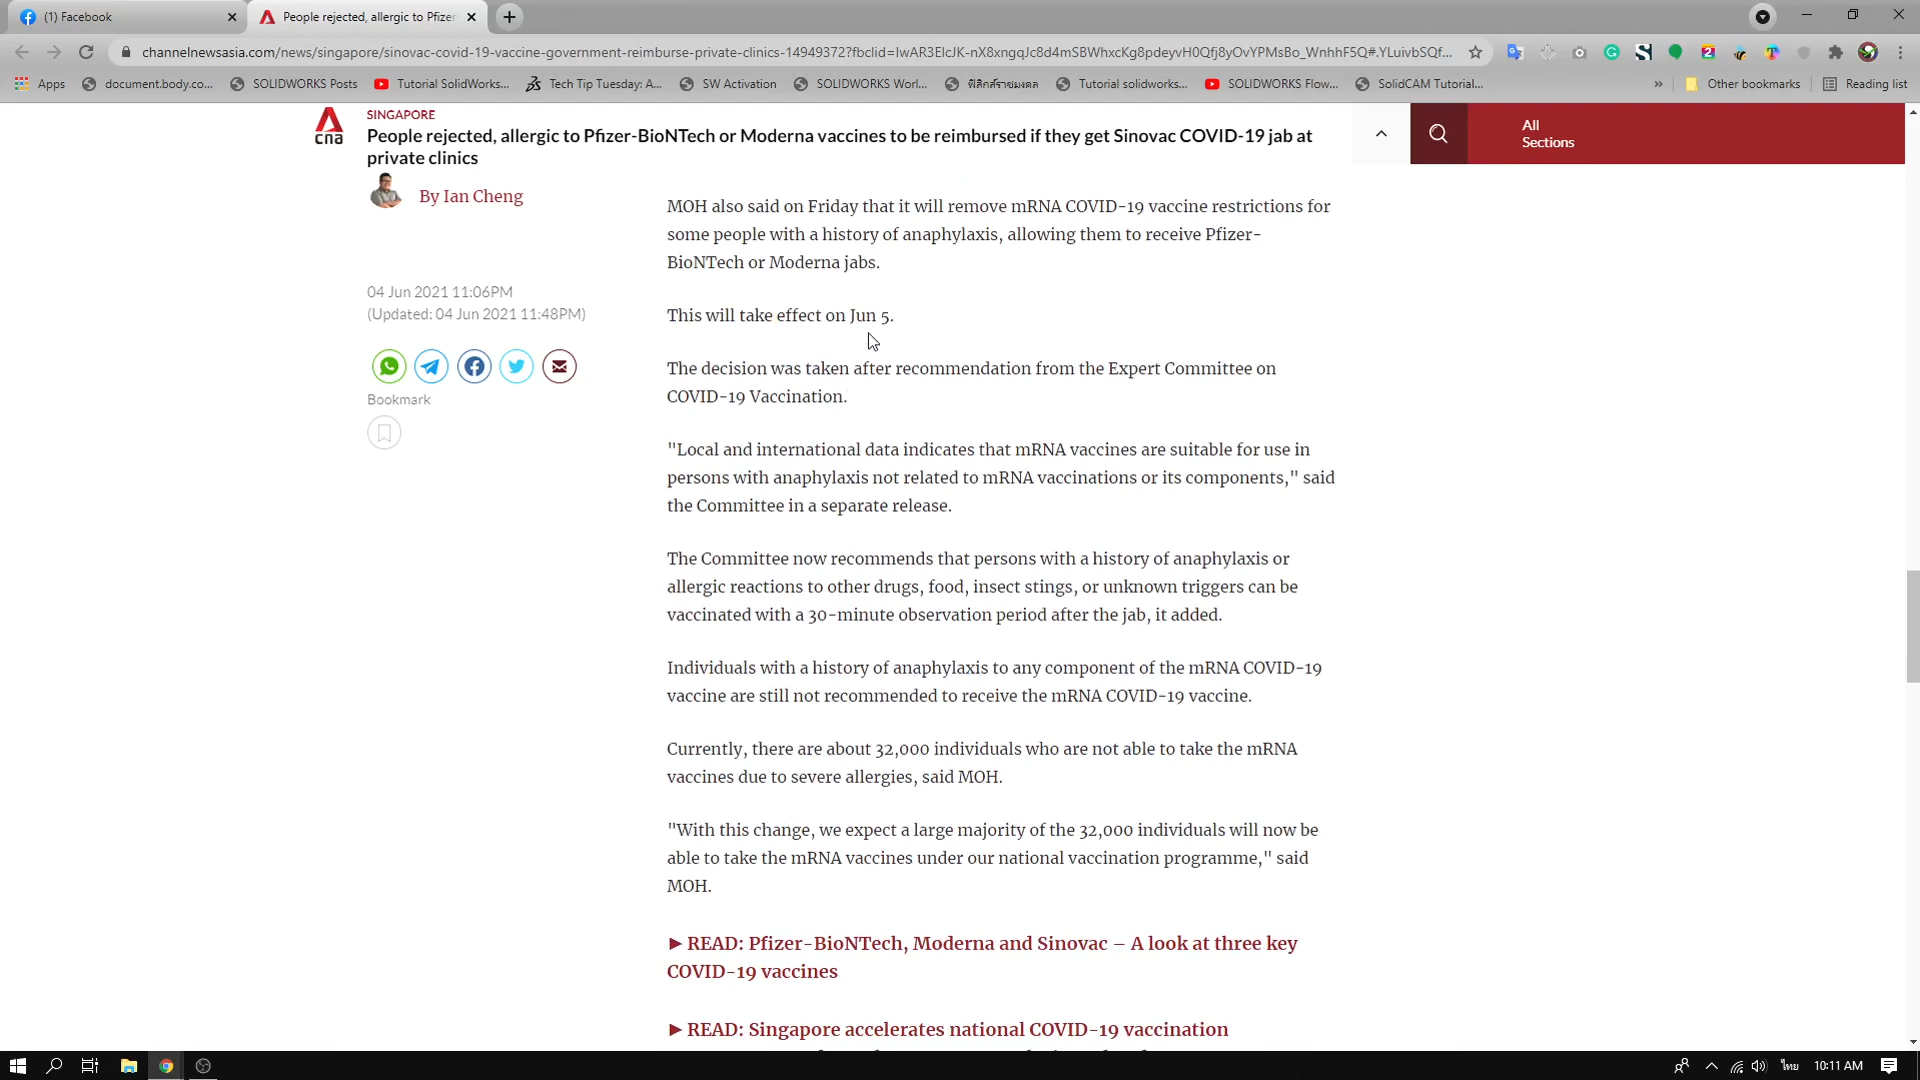 (1) Facebook
People rejected, allergic to Pfizer
channelnewsasia.com/news/singapore/sinovac-covid-19-vaccine-government-reimburse-private-clinics-14949372?fbclid=IwAR3ElcJK-nX8xngqJc8d4mSBWhxcKg8pdeyvH0Qfj8yOvYPMsBo_WnhhF5Q#.YLuivbSQf...
Apps
document.body.co...
SOLIDWORKS Posts
Tutorial SolidWorks...
Tech Tip Tuesday: A...
SW Activation
SOLIDWORKS Worl...
ฟิสิกส์ราชมงคล
Tutorial solidworks...
SOLIDWORKS Flow...
SolidCAM Tutorial...
»
Other bookmarks
Reading list
cna
SINGAPORE
People rejected, allergic to Pfizer-BioNTech or Moderna vaccines to be reimbursed if they get Sinovac COVID-19 jab at
private clinics
All
Sections
By Ian Cheng
04 Jun 2021 11:06PM
(Updated: 04 Jun 2021 11:48PM)
Bookmark
MOH also said on Friday that it will remove mRNA COVID-19 vaccine restrictions for
some people with a history of anaphylaxis, allowing them to receive Pfizer-
BioNTech or Moderna jabs.
This will take effect on Jun 5.
The decision was taken after recommendation from the Expert Committee on
COVID-19 Vaccination.
"Local and international data indicates that mRNA vaccines are suitable for use in
persons with anaphylaxis not related to mRNA vaccinations or its components," said
the Committee in a separate release.
The Committee now recommends that persons with a history of anaphylaxis or
allergic reactions to other drugs, food, insect stings, or unknown triggers can be
vaccinated with a 30-minute observation period after the jab, it added.
Individuals with a history of anaphylaxis to any component of the mRNA COVID-19
vaccine are still not recommended to receive the mRNA COVID-19 vaccine.
Currently, there are about 32,000 individuals who are not able to take the mRNA
vaccines due to severe allergies, said MOH.
"With this change, we expect a large majority of the 32,000 individuals will now be
able to take the mRNA vaccines under our national vaccination programme," said
MOH.
►READ: Pfizer-BioNTech, Moderna and Sinovac – A look at three key
COVID-19 vaccines
►READ: Singapore accelerates national COVID-19 vaccination
ไทย
10:11 AM